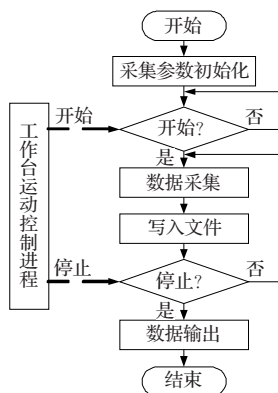 开始
采集参数初始化
开始
开始?
否
是
工作台运动控制进程
数据采集
写入文件
停止
停止?
否
是
数据输出
结束